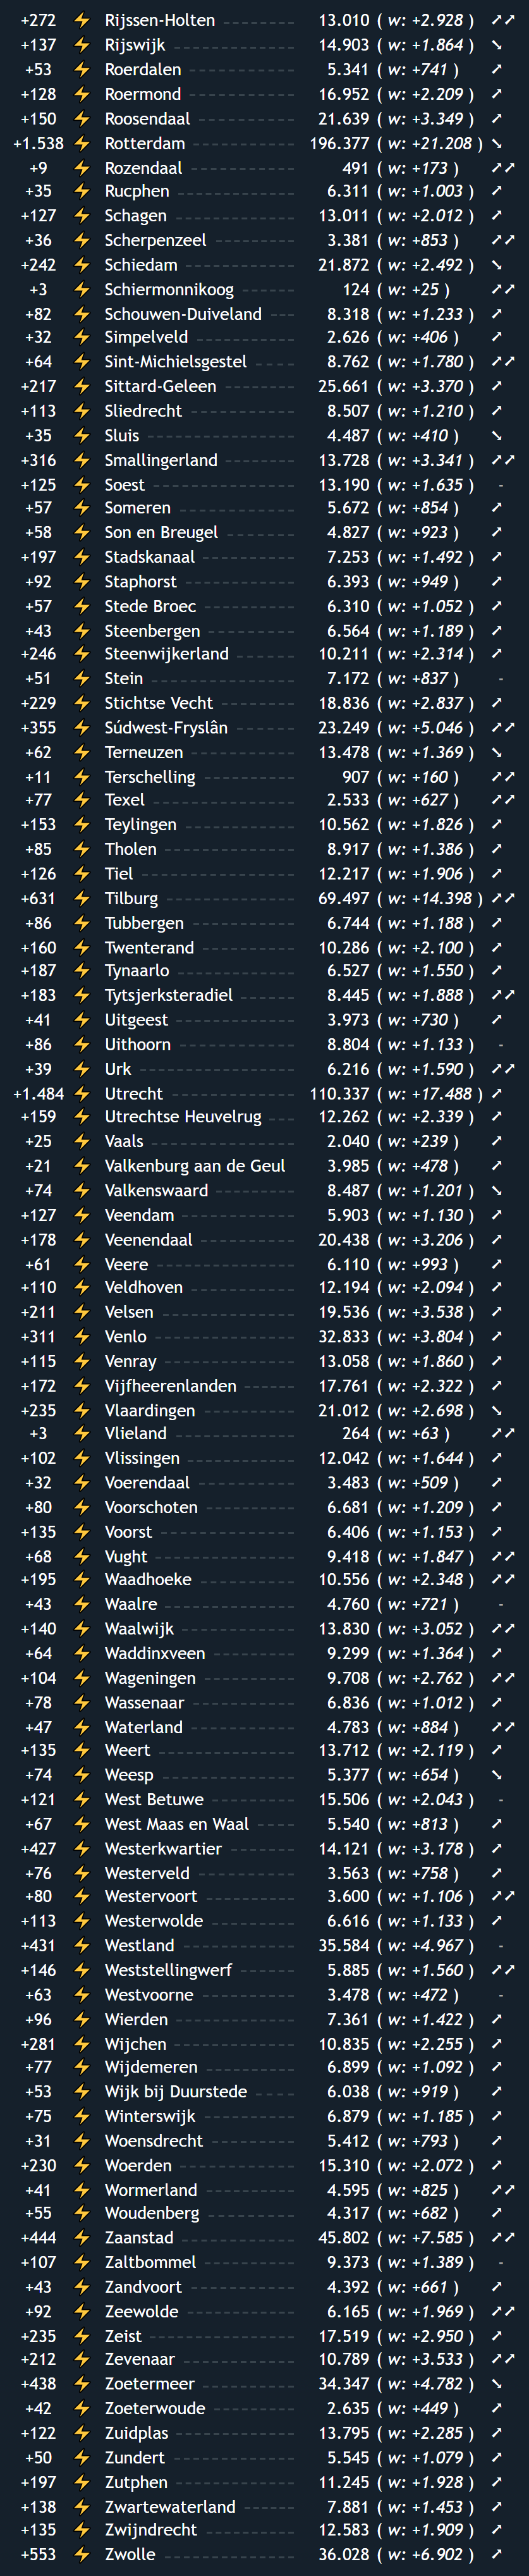 +272 ⚡ Rijssen-Holten 13.010 ( w: +2.928 ) ↗↗
+137 ⚡ Rijswijk 14.903 ( w: +1.864 ) ↘
+53 ⚡ Roerdalen 5.341 ( w: +741 ) ↗
+128 ⚡ Roermond 16.952 ( w: +2.209 ) ↗
+150 ⚡ Roosendaal 21.639 ( w: +3.349 ) ↗
+1.538 ⚡ Rotterdam 196.377 ( w: +21.208 ) ↘
+9 ⚡ Rozendaal 491 ( w: +173 ) ↗↗
+35 ⚡ Rucphen 6.311 ( w: +1.003 ) ↗
+127 ⚡ Schagen 13.011 ( w: +2.012 ) ↗
+36 ⚡ Scherpenzeel 3.381 ( w: +853 ) ↗↗
+242 ⚡ Schiedam 21.872 ( w: +2.492 ) ↘
+3 ⚡ Schiermonnikoog 124 ( w: +25 ) ↗↗
+82 ⚡ Schouwen-Duiveland 8.318 ( w: +1.233 ) ↗
+32 ⚡ Simpelveld 2.626 ( w: +406 ) ↗
+64 ⚡ Sint-Michielsgestel 8.762 ( w: +1.780 ) ↗↗
+217 ⚡ Sittard-Geleen 25.661 ( w: +3.370 ) ↗
+113 ⚡ Sliedrecht 8.507 ( w: +1.210 ) ↗
+35 ⚡ Sluis 4.487 ( w: +410 ) ↘
+316 ⚡ Smallingerland 13.728 ( w: +3.341 ) ↗↗
+125 ⚡ Soest 13.190 ( w: +1.635 ) -
+57 ⚡ Someren 5.672 ( w: +854 ) ↗
+58 ⚡ Son en Breugel 4.827 ( w: +923 ) ↗
+197 ⚡ Stadskanaal 7.253 ( w: +1.492 ) ↗
+92 ⚡ Staphorst 6.393 ( w: +949 ) ↗
+57 ⚡ Stede Broec 6.310 ( w: +1.052 ) ↗
+43 ⚡ Steenbergen 6.564 ( w: +1.189 ) ↗
+246 ⚡ Steenwijkerland 10.211 ( w: +2.314 ) ↗
+51 ⚡ Stein 7.172 ( w: +837 ) -
+229 ⚡ Stichtse Vecht 18.836 ( w: +2.837 ) ↗
+355 ⚡ Súdwest-Fryslân 23.249 ( w: +5.046 ) ↗↗
+62 ⚡ Terneuzen 13.478 ( w: +1.369 ) ↘
+11 ⚡ Terschelling 907 ( w: +160 ) ↗↗
+77 ⚡ Texel 2.533 ( w: +627 ) ↗↗
+153 ⚡ Teylingen 10.562 ( w: +1.826 ) ↗
+85 ⚡ Tholen 8.917 ( w: +1.386 ) ↗
+126 ⚡ Tiel 12.217 ( w: +1.906 ) ↗
+631 ⚡ Tilburg 69.497 ( w: +14.398 ) ↗↗
+86 ⚡ Tubbergen 6.744 ( w: +1.188 ) ↗
+160 ⚡ Twenterand 10.286 ( w: +2.100 ) ↗
+187 ⚡ Tynaarlo 6.527 ( w: +1.550 ) ↗
+183 ⚡ Tytsjerksteradiel 8.445 ( w: +1.888 ) ↗↗
+41 ⚡ Uitgeest 3.973 ( w: +730 ) ↗
+86 ⚡ Uithoorn 8.804 ( w: +1.133 ) -
+39 ⚡ Urk 6.216 ( w: +1.590 ) ↗↗
+1.484 ⚡ Utrecht 110.337 ( w: +17.488 ) ↗
+159 ⚡ Utrechtse Heuvelrug 12.262 ( w: +2.339 ) ↗
+25 ⚡ Vaals 2.040 ( w: +239 ) ↗
+21 ⚡ Valkenburg aan de Geul 3.985 ( w: +478 ) ↗
+74 ⚡ Valkenswaard 8.487 ( w: +1.201 ) ↘
+127 ⚡ Veendam 5.903 ( w: +1.130 ) ↗
+178 ⚡ Veenendaal 20.438 ( w: +3.206 ) ↗
+61 ⚡ Veere 6.110 ( w: +993 ) ↗
+110 ⚡ Veldhoven 12.194 ( w: +2.094 ) ↗
+211 ⚡ Velsen 19.536 ( w: +3.538 ) ↗
+311 ⚡ Venlo 32.833 ( w: +3.804 ) ↗
+115 ⚡ Venray 13.058 ( w: +1.860 ) ↗
+172 ⚡ Vijfheerenlanden 17.761 ( w: +2.322 ) ↗
+235 ⚡ Vlaardingen 21.012 ( w: +2.698 ) ↘
+3 ⚡ Vlieland 264 ( w: +63 ) ↗↗
+102 ⚡ Vlissingen 12.042 ( w: +1.644 ) ↗
+32 ⚡ Voerendaal 3.483 ( w: +509 ) ↗
+80 ⚡ Voorschoten 6.681 ( w: +1.209 ) ↗
+135 ⚡ Voorst 6.406 ( w: +1.153 ) ↗
+68 ⚡ Vught 9.418 ( w: +1.847 ) ↗↗
+195 ⚡ Waadhoeke 10.556 ( w: +2.348 ) ↗↗
+43 ⚡ Waalre 4.760 ( w: +721 ) -
+140 ⚡ Waalwijk 13.830 ( w: +3.052 ) ↗↗
+64 ⚡ Waddinxveen 9.299 ( w: +1.364 ) ↗
+104 ⚡ Wageningen 9.708 ( w: +2.762 ) ↗↗
+78 ⚡ Wassenaar 6.836 ( w: +1.012 ) ↗
+47 ⚡ Waterland 4.783 ( w: +884 ) ↗↗
+135 ⚡ Weert 13.712 ( w: +2.119 ) ↗
+74 ⚡ Weesp 5.377 ( w: +654 ) ↘
+121 ⚡ West Betuwe 15.506 ( w: +2.043 ) -
+67 ⚡ West Maas en Waal 5.540 ( w: +813 ) ↗
+427 ⚡ Westerkwartier 14.121 ( w: +3.178 ) ↗
+76 ⚡ Westerveld 3.563 ( w: +758 ) ↗
+80 ⚡ Westervoort 3.600 ( w: +1.106 ) ↗↗
+113 ⚡ Westerwolde 6.616 ( w: +1.133 ) ↗
+431 ⚡ Westland 35.584 ( w: +4.967 ) -
+146 ⚡ Weststellingwerf 5.885 ( w: +1.560 ) ↗↗
+63 ⚡ Westvoorne 3.478 ( w: +472 ) -
+96 ⚡ Wierden 7.361 ( w: +1.422 ) ↗
+281 ⚡ Wijchen 10.835 ( w: +2.255 ) ↗
+77 ⚡ Wijdemeren 6.899 ( w: +1.092 ) ↗
+53 ⚡ Wijk bij Duurstede 6.038 ( w: +919 ) ↗
+75 ⚡ Winterswijk 6.879 ( w: +1.185 ) ↗
+31 ⚡ Woensdrecht 5.412 ( w: +793 ) ↗
+230 ⚡ Woerden 15.310 ( w: +2.072 ) ↗
+41 ⚡ Wormerland 4.595 ( w: +825 ) ↗↗
+55 ⚡ Woudenberg 4.317 ( w: +682 ) ↗
+444 ⚡ Zaanstad 45.802 ( w: +7.585 ) ↗↗
+107 ⚡ Zaltbommel 9.373 ( w: +1.389 ) -
+43 ⚡ Zandvoort 4.392 ( w: +661 ) ↗
+92 ⚡ Zeewolde 6.165 ( w: +1.969 ) ↗↗
+235 ⚡ Zeist 17.519 ( w: +2.950 ) ↗
+212 ⚡ Zevenaar 10.789 ( w: +3.533 ) ↗↗
+438 ⚡ Zoetermeer 34.347 ( w: +4.782 ) ↘
+42 ⚡ Zoeterwoude 2.635 ( w: +449 ) ↗
+122 ⚡ Zuidplas 13.795 ( w: +2.285 ) ↗
+50 ⚡ Zundert 5.545 ( w: +1.079 ) ↗
+197 ⚡ Zutphen 11.245 ( w: +1.928 ) ↗
+138 ⚡ Zwartewaterland 7.881 ( w: +1.453 ) ↗
+135 ⚡ Zwijndrecht 12.583 ( w: +1.909 ) ↗
+553 ⚡ Zwolle 36.028 ( w: +6.902 ) ↗